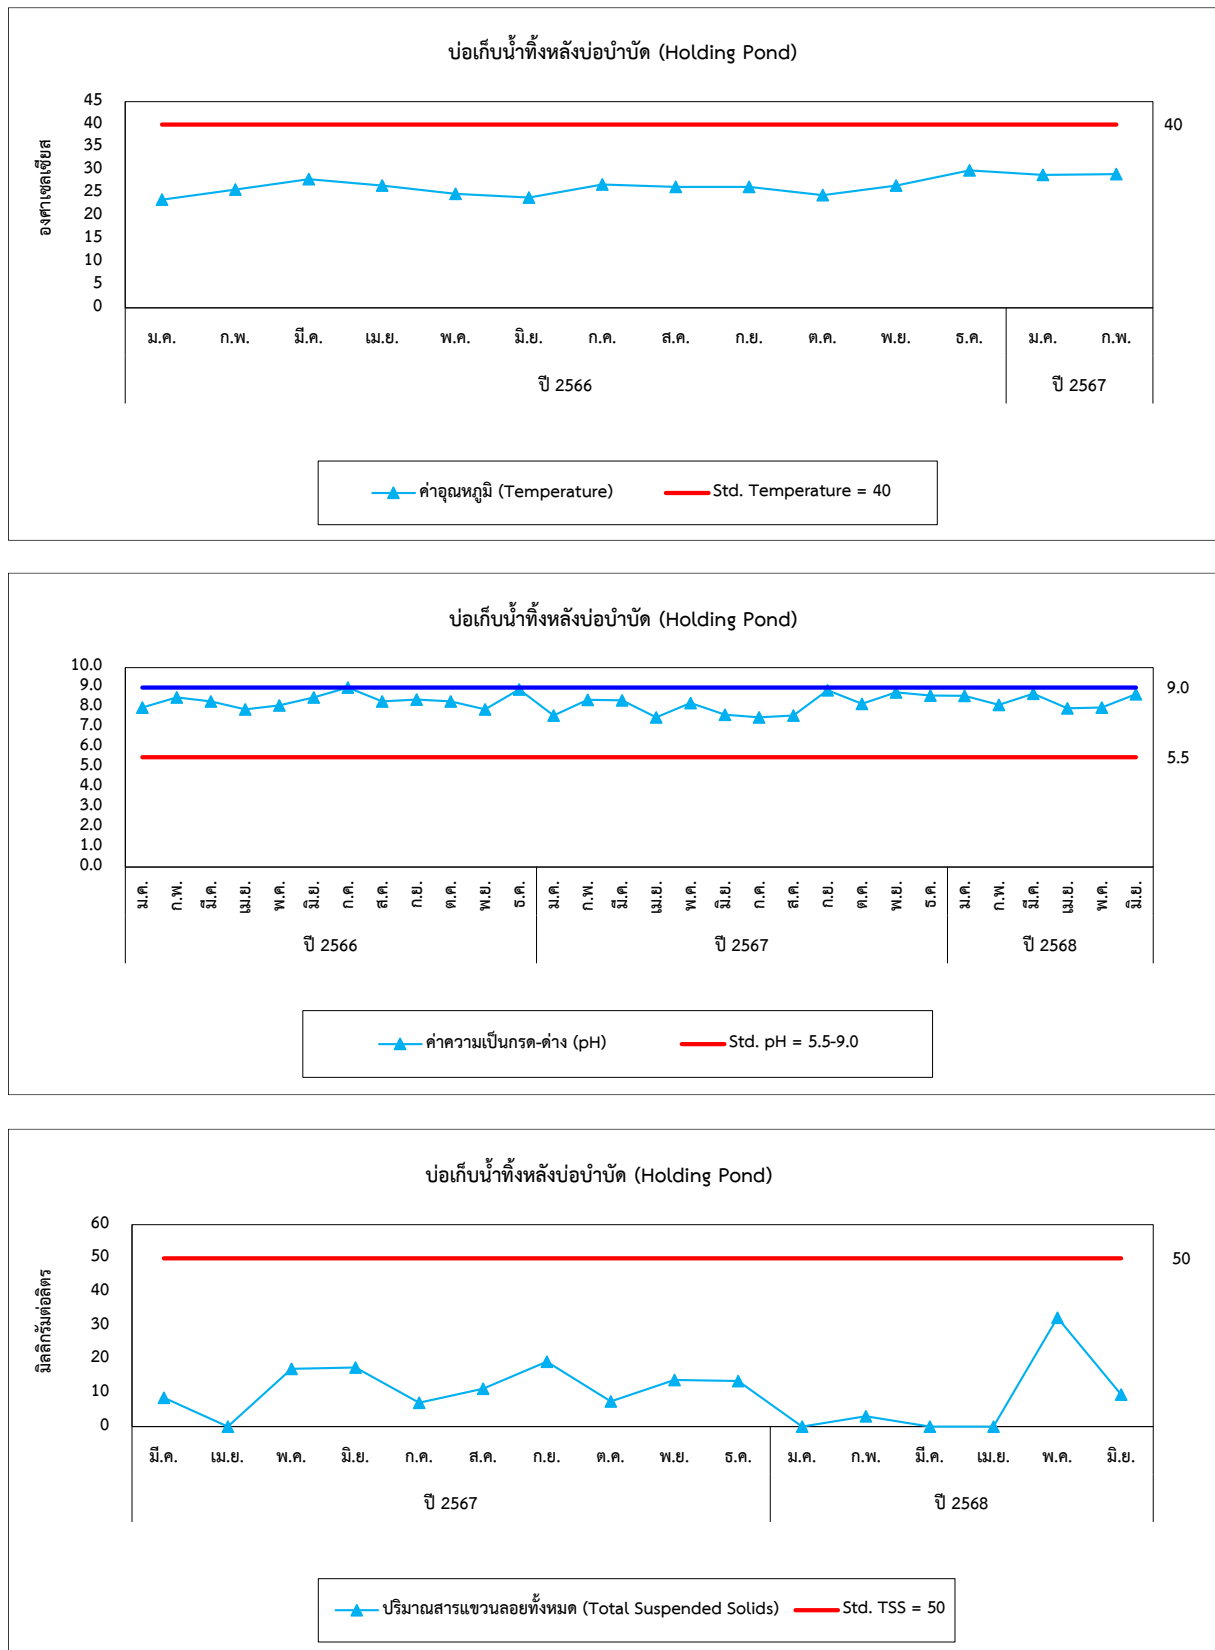 บ่อเก็บน้ำทิ้งหลังบ่อบำบัด (Holding Pond)
องศาเซลเซียส
45
40
35
30
25
20
15
10
5
0
40
ม.ค. ก.พ. มี.ค. เม.ย. พ.ค. มิ.ย. ก.ค. ส.ค. ก.ย. ต.ค. พ.ย. ธ.ค. ม.ค. ก.พ.
ปี 2566 ปี 2567
ค่าอุณหภูมิ (Temperature) Std. Temperature = 40
บ่อเก็บน้ำทิ้งหลังบ่อบำบัด (Holding Pond)
10.0
9.0
8.0
7.0
6.0
5.0
4.0
3.0
2.0
1.0
0.0
9.0
5.5
ม.ค. ก.พ. มี.ค. เม.ย. พ.ค. มิ.ย. ก.ค. ส.ค. ก.ย. ต.ค. พ.ย. ธ.ค. ม.ค. ก.พ. มี.ค. เม.ย. พ.ค. มิ.ย. ก.ค. ส.ค. ก.ย. ต.ค. พ.ย. ธ.ค. ม.ค. ก.พ. มี.ค. เม.ย. พ.ค. มิ.ย.
ปี 2566 ปี 2567 ปี 2568
ค่าความเป็นกรด-ด่าง (pH) Std. pH = 5.5-9.0
บ่อเก็บน้ำทิ้งหลังบ่อบำบัด (Holding Pond)
มิลลิกรัมต่อลิตร
60
50
40
30
20
10
0
50
มี.ค. เม.ย. พ.ค. มิ.ย. ก.ค. ส.ค. ก.ย. ต.ค. พ.ย. ธ.ค. ม.ค. ก.พ. มี.ค. เม.ย. พ.ค. มิ.ย.
ปี 2567 ปี 2568
ปริมาณสารแขวนลอยทั้งหมด (Total Suspended Solids) Std. TSS = 50